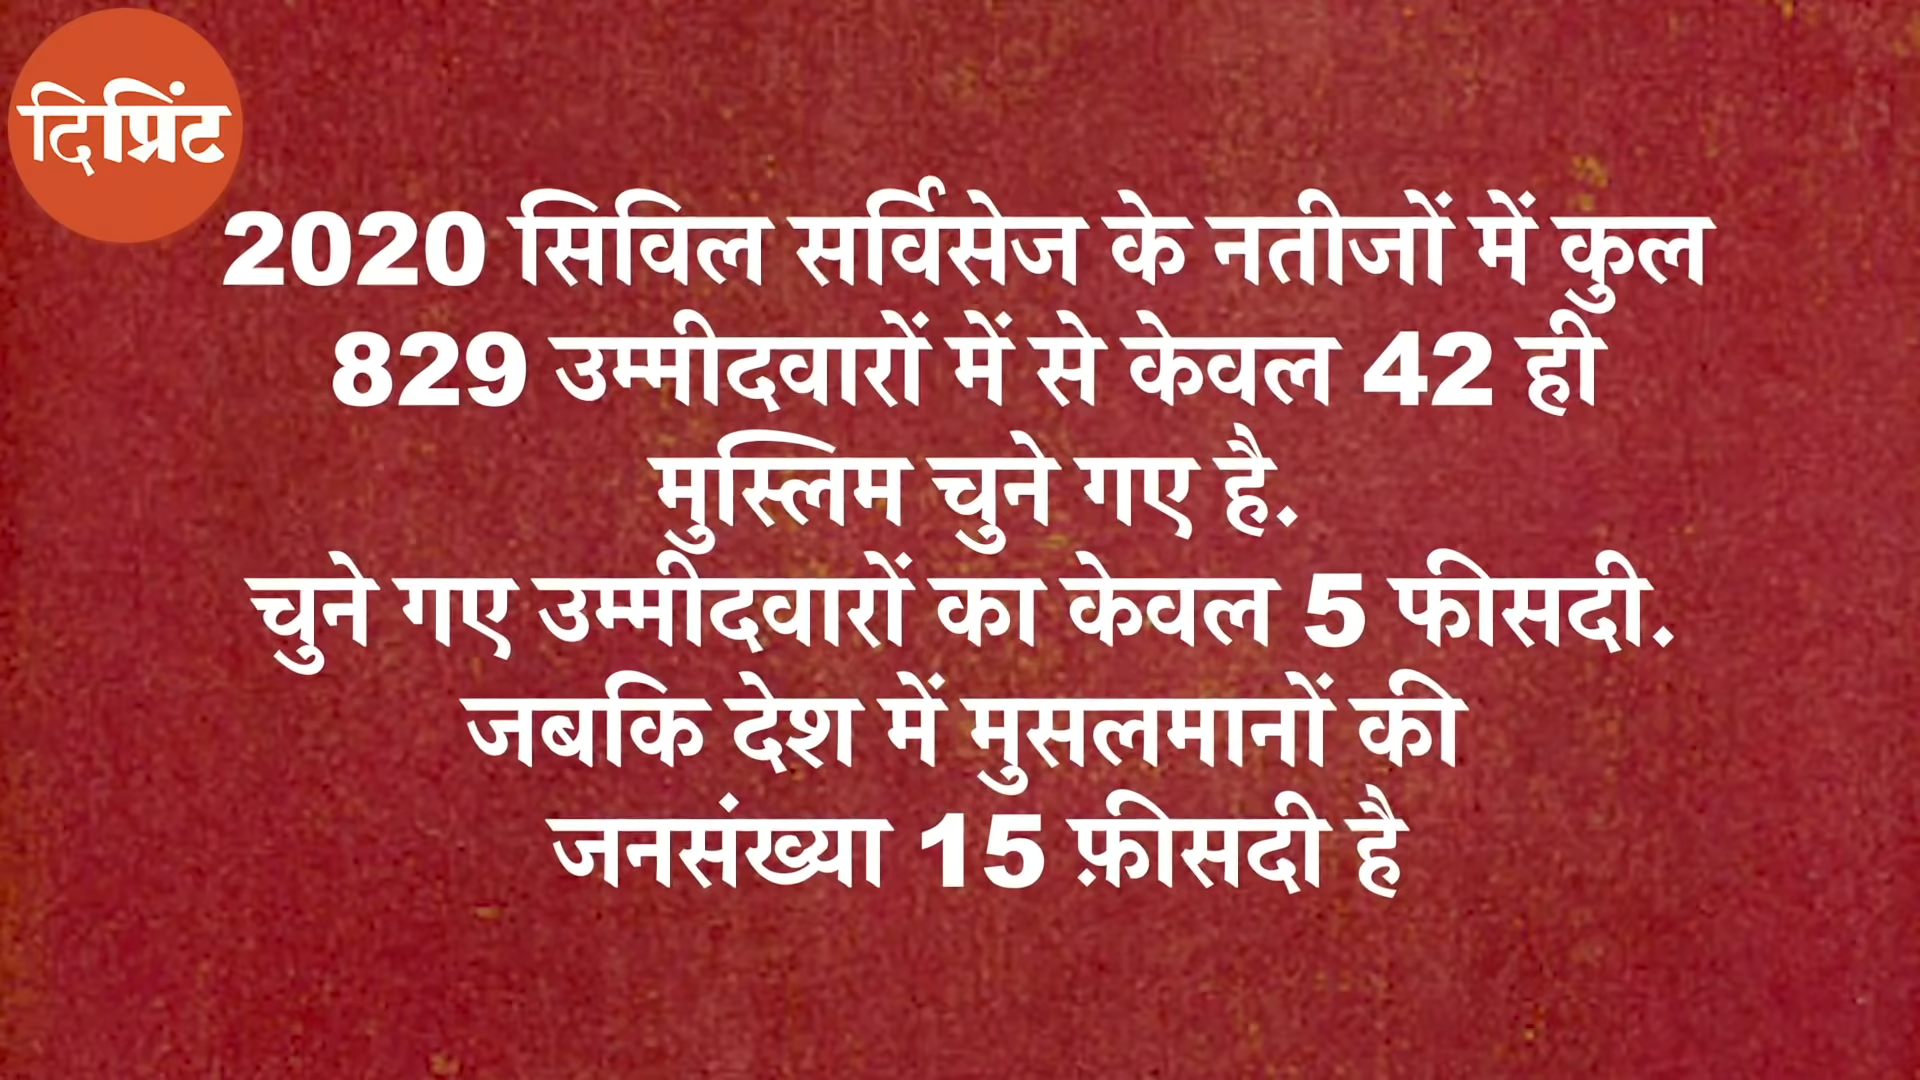 दिप्रिंट
2020 सिविल सर्विसेज के नतीजों में कुल
829 उम्मीदवारों में से केवल 42 ही
मुस्लिम चुने गए है.
चुने गए उम्मीदवारों का केवल 5 फीसदी.
जबकि देश में मुसलमानों की
जनसंख्या 15 फ़ीसदी है